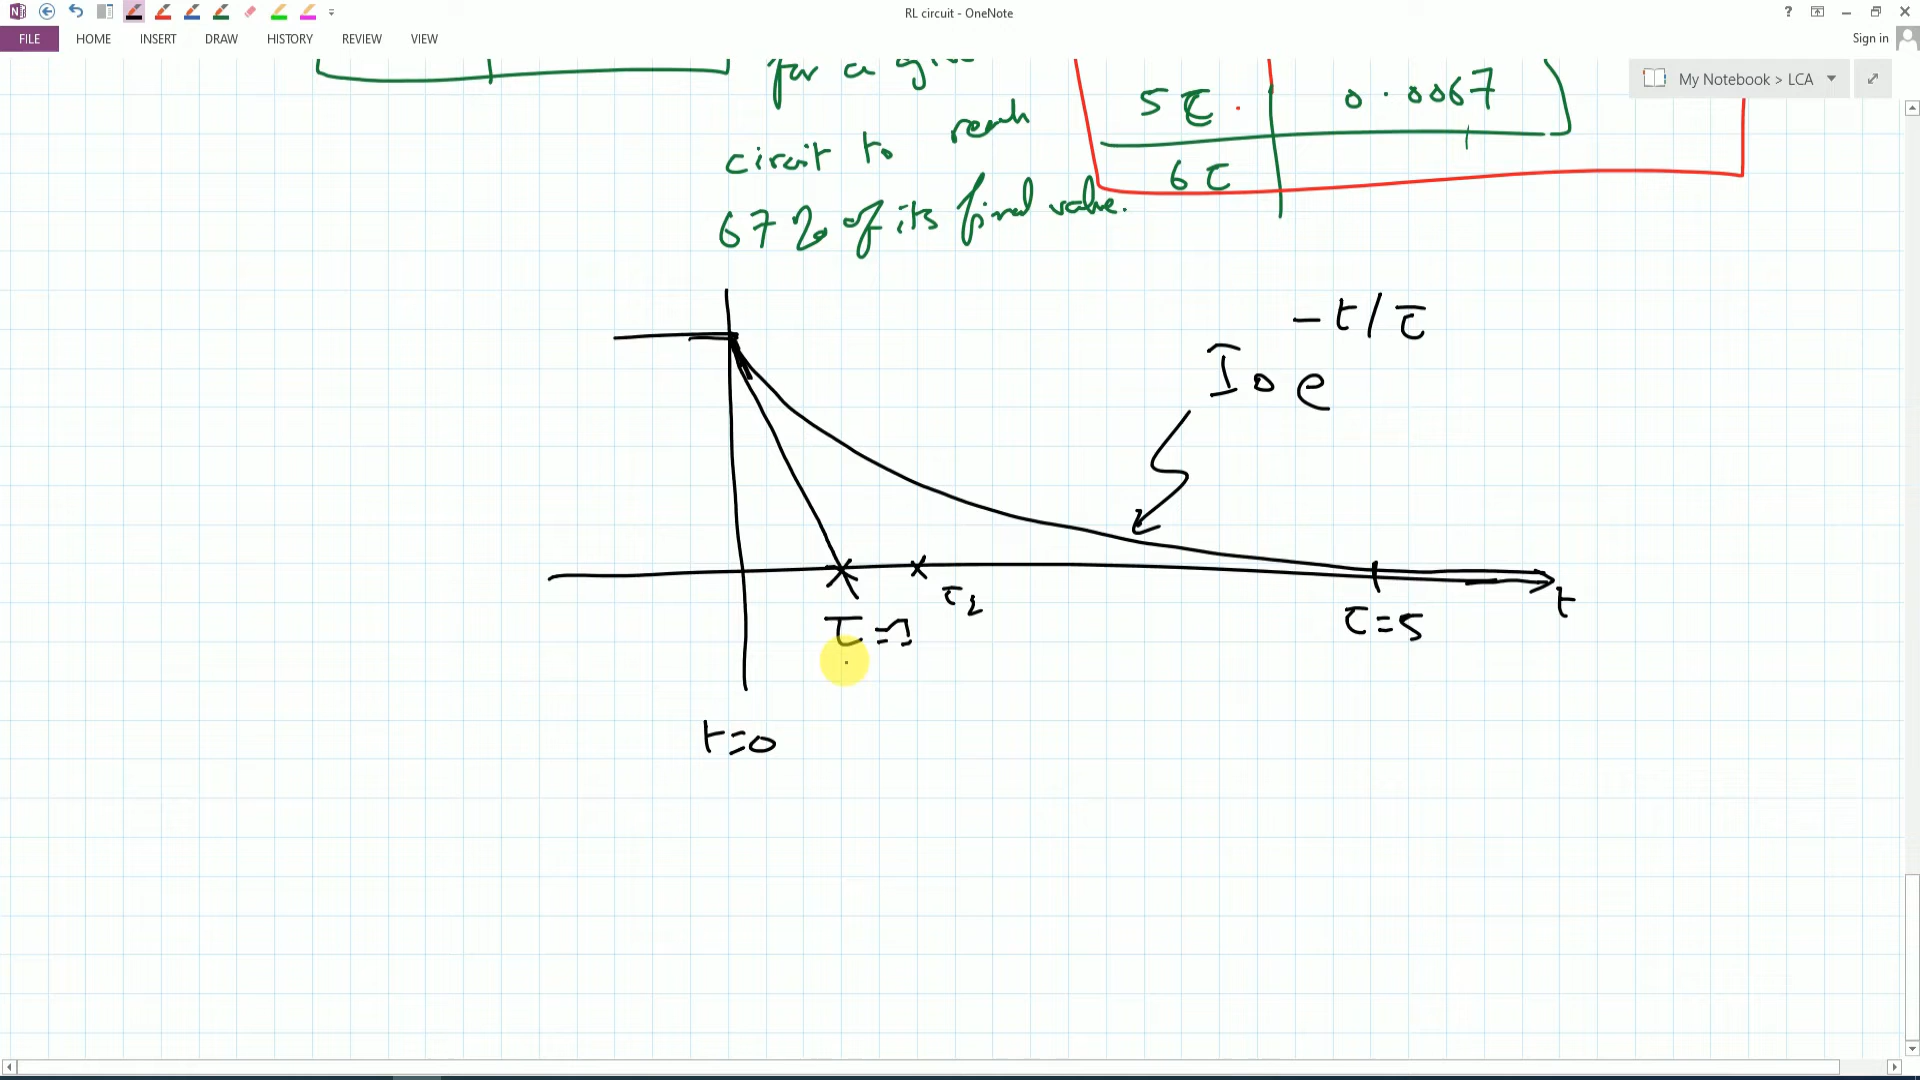 RL circuit - OneNote
FILE HOME INSERT DRAW HISTORY REVIEW VIEW
Sign in
My Notebook > LCA
for a
circuit to reach
67% of its final value.
5τ 0.0067
6τ
I0 e -t/τ
τ2
τ=
τ=5
t
t=0